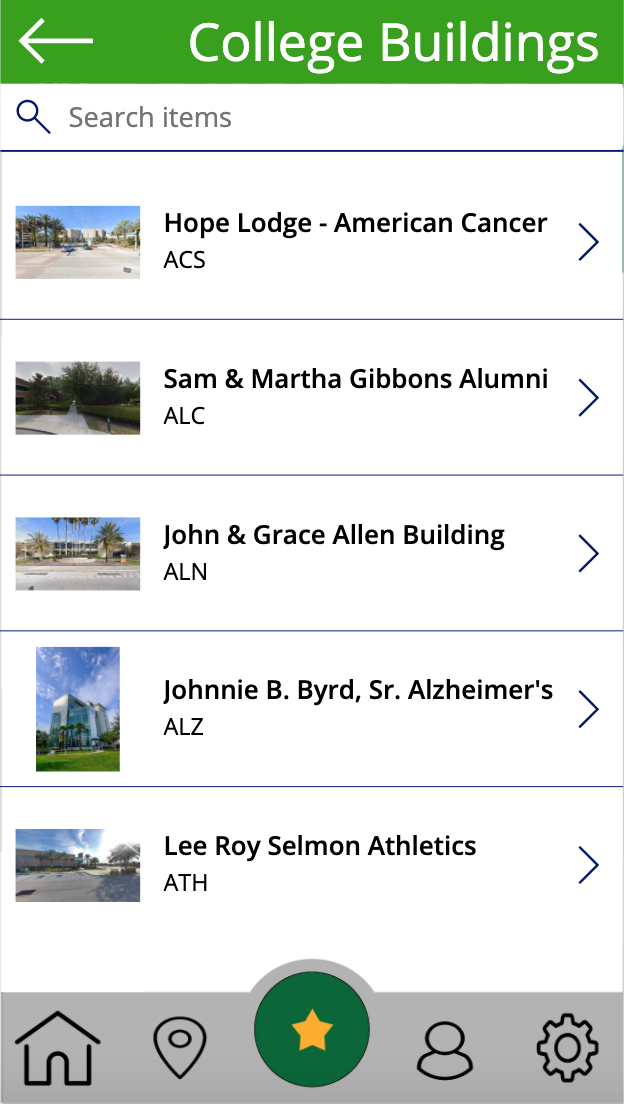 College Buildings
Search items
Hope Lodge - American Cancer
ACS
Sam & Martha Gibbons Alumni
ALC
John & Grace Allen Building
ALN
Johnnie B. Byrd, Sr. Alzheimer's
ALZ
Lee Roy Selmon Athletics
ATH